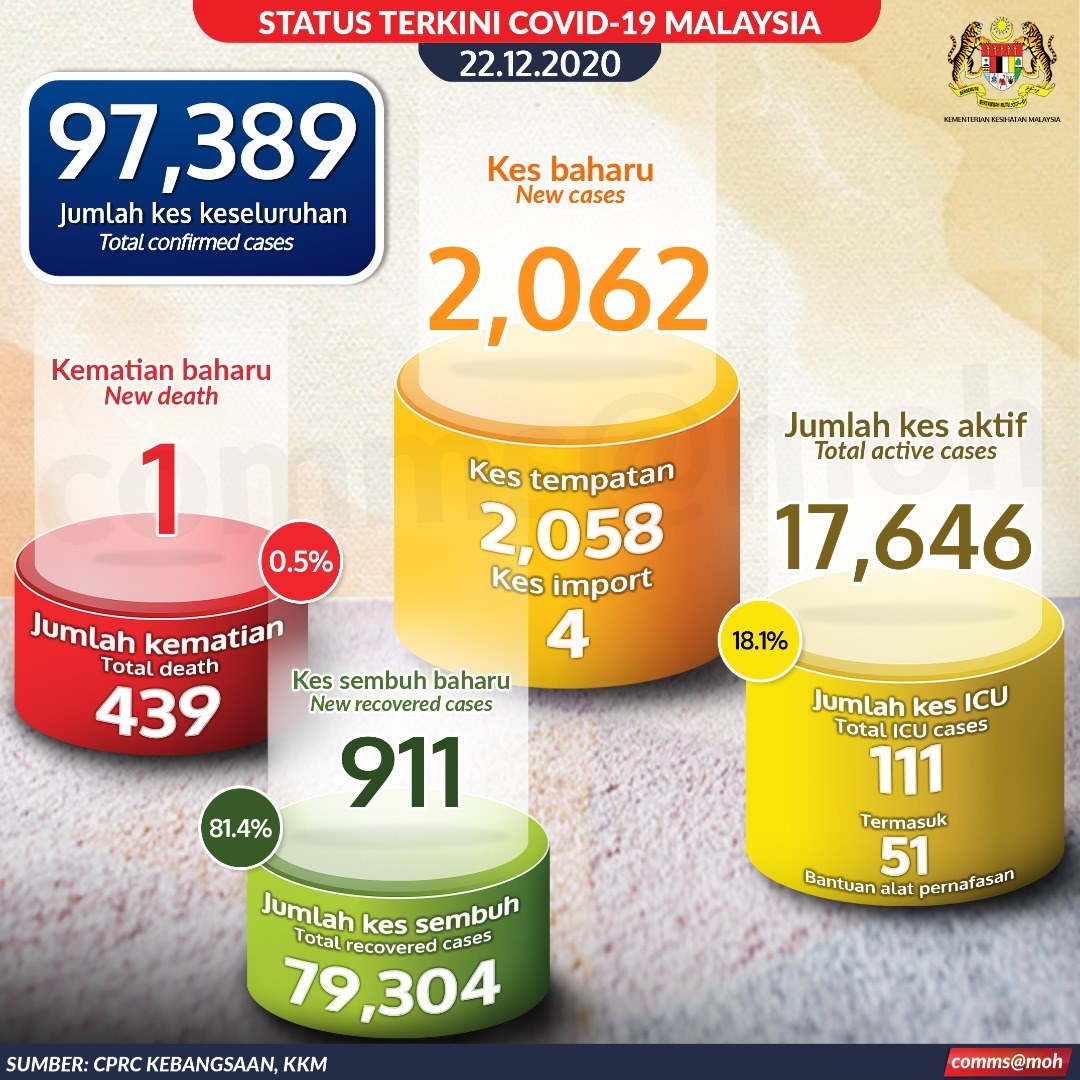 STATUS TERKINI COVID-19 MALAYSIA
22.12.2020
KEMENTERIAN KESIHATAN MALAYSIA
97,389
Jumlah kes keseluruhan
Total confirmed cases
Kes baharu
New cases
2,062
Kes tempatan
2,058
Kes import
4
Kematian baharu
New death
1
0.5%
Jumlah kematian
Total death
439
Jumlah kes aktif
Total active cases
17,646
18.1%
Jumlah kes ICU
Total ICU cases
111
Termasuk
51
Bantuan alat pernafasan
Kes sembuh baharu
New recovered cases
911
81.4%
Jumlah kes sembuh
Total recovered cases
79,304
comms@moh
SUMBER: CPRC KEBANGSAAN, KKM
comms@moh